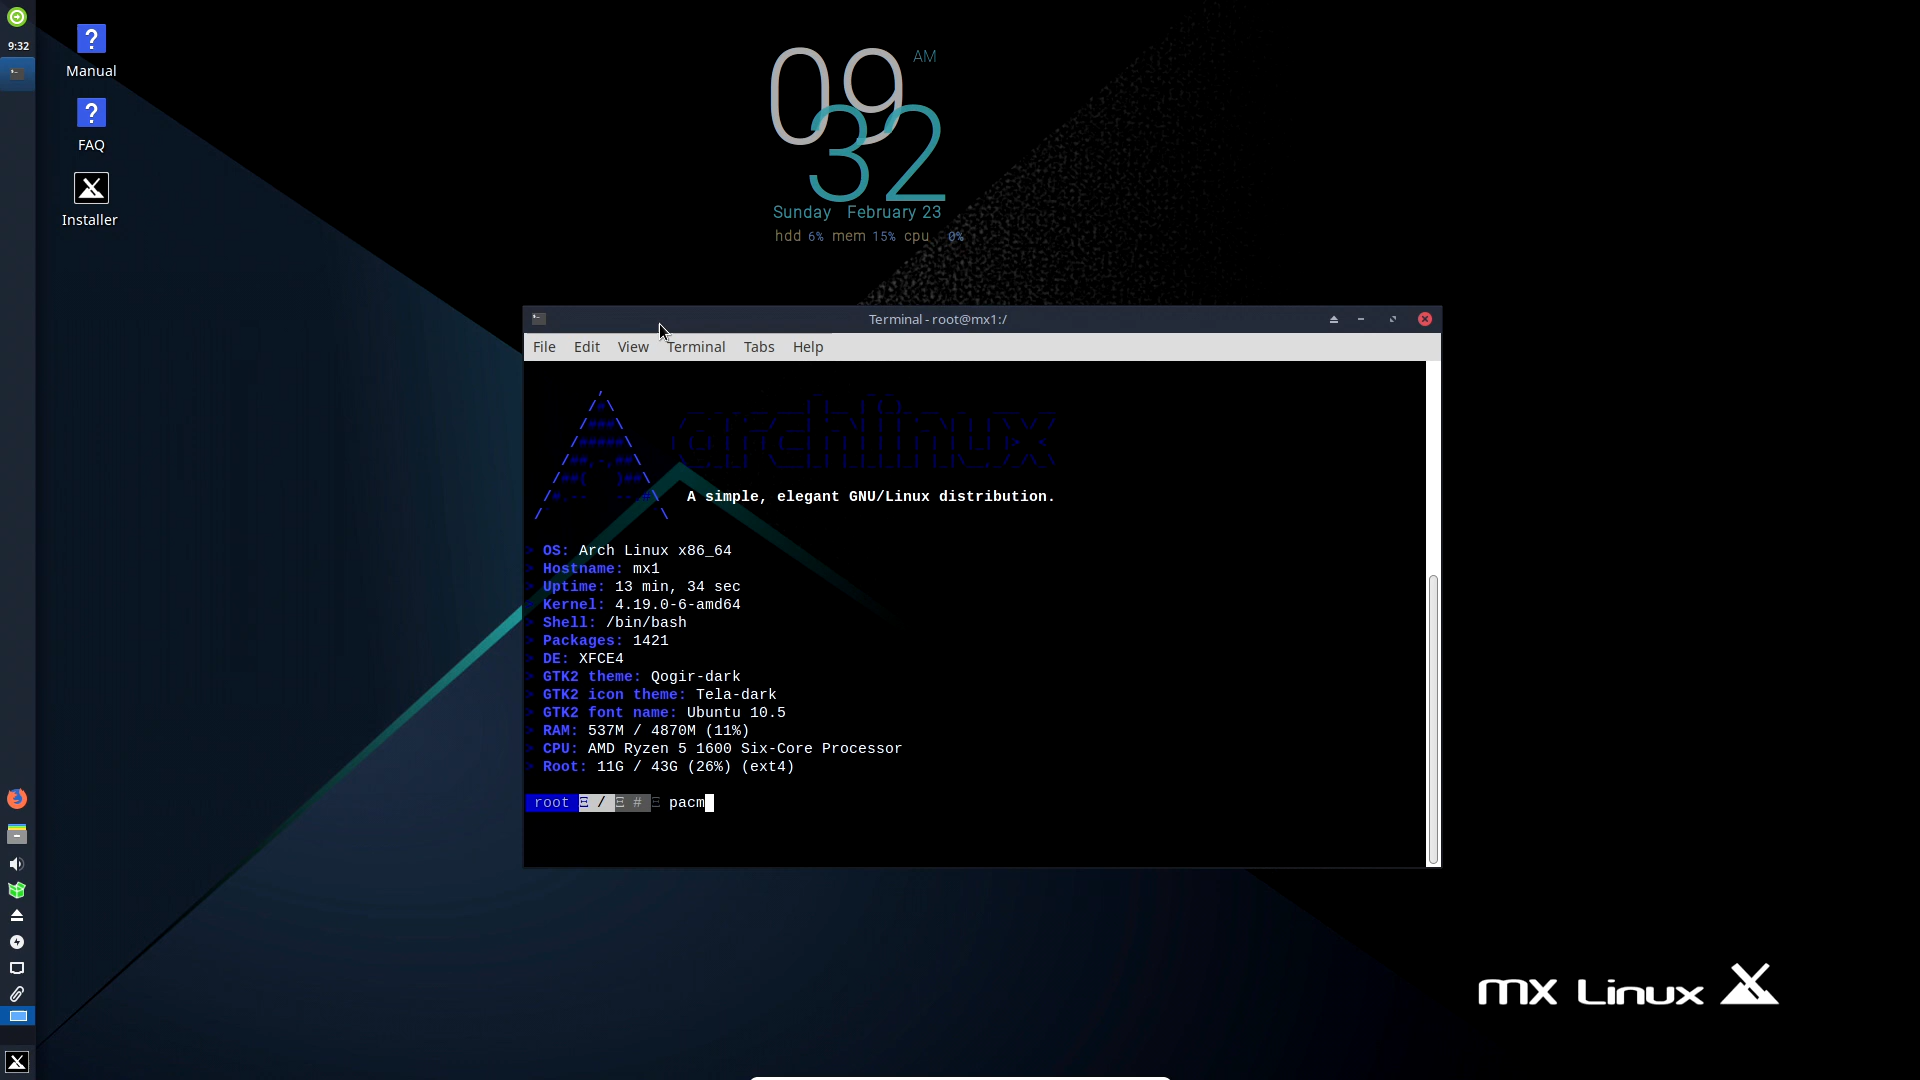 9:32
Manual
FAQ
Installer
09
AM
32
Sunday February 23
hdd 6% mem 15% cpu 0%
Terminal - root@mx1:/
File Edit View Terminal Tabs Help
archlinux
A simple, elegant GNU/Linux distribution.
> OS: Arch Linux x86_64
> Hostname: mx1
> Uptime: 13 min, 34 sec
> Kernel: 4.19.0-6-amd64
> Shell: /bin/bash
> Packages: 1421
> DE: XFCE4
> GTK2 theme: Qogir-dark
> GTK2 icon theme: Tela-dark
> GTK2 font name: Ubuntu 10.5
> RAM: 537M / 4870M (11%)
> CPU: AMD Ryzen 5 1600 Six-Core Processor
> Root: 11G / 43G (26%) (ext4)
root Ξ / Ξ # Ξ pacm
mx Linux